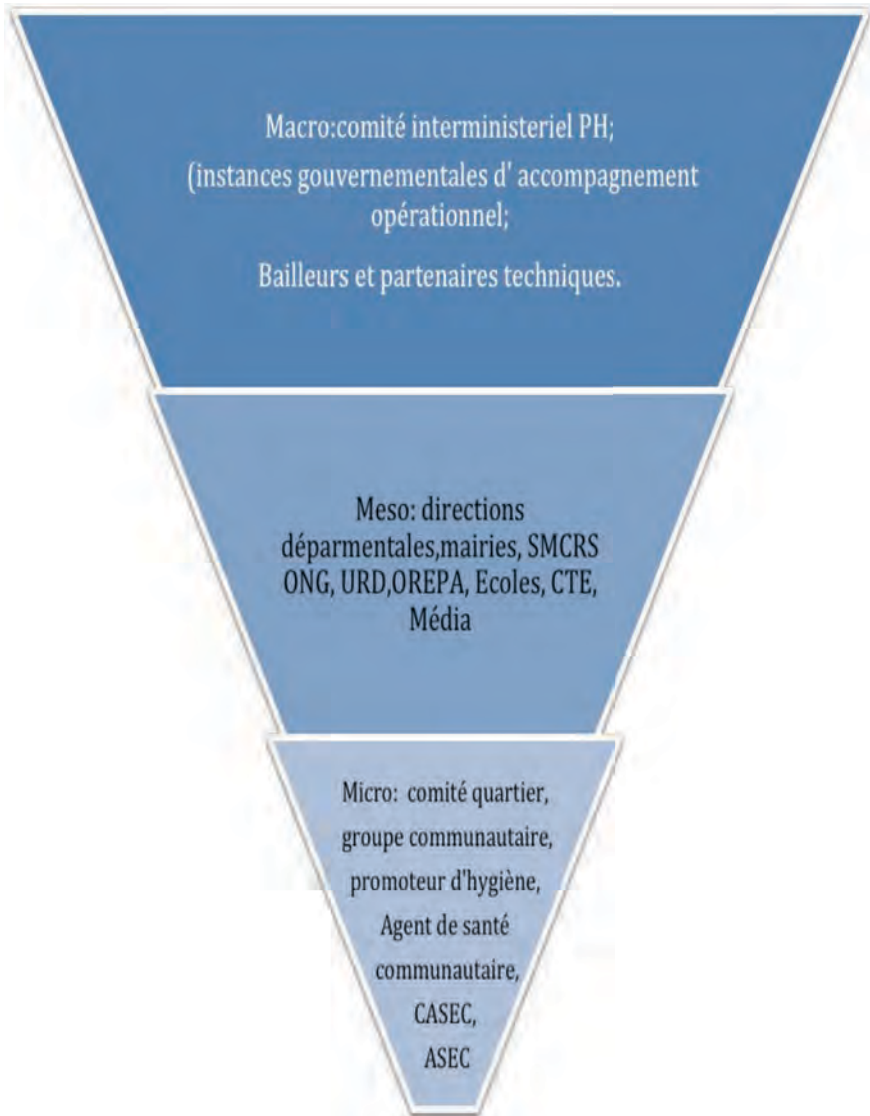 Macro:comité interministeriel PH;
(instances gouvernementales d' accompagnement
opérationnel;
Bailleurs et partenaires techniques.
Meso: directions
déparmentales,mairies, SMCRS
ONG, URD,OREPA, Ecoles, CTE,
Média
Micro: comité quartier,
groupe communautaire,
promoteur d'hygiène,
Agent de santé
communautaire,
CASEC,
ASEC